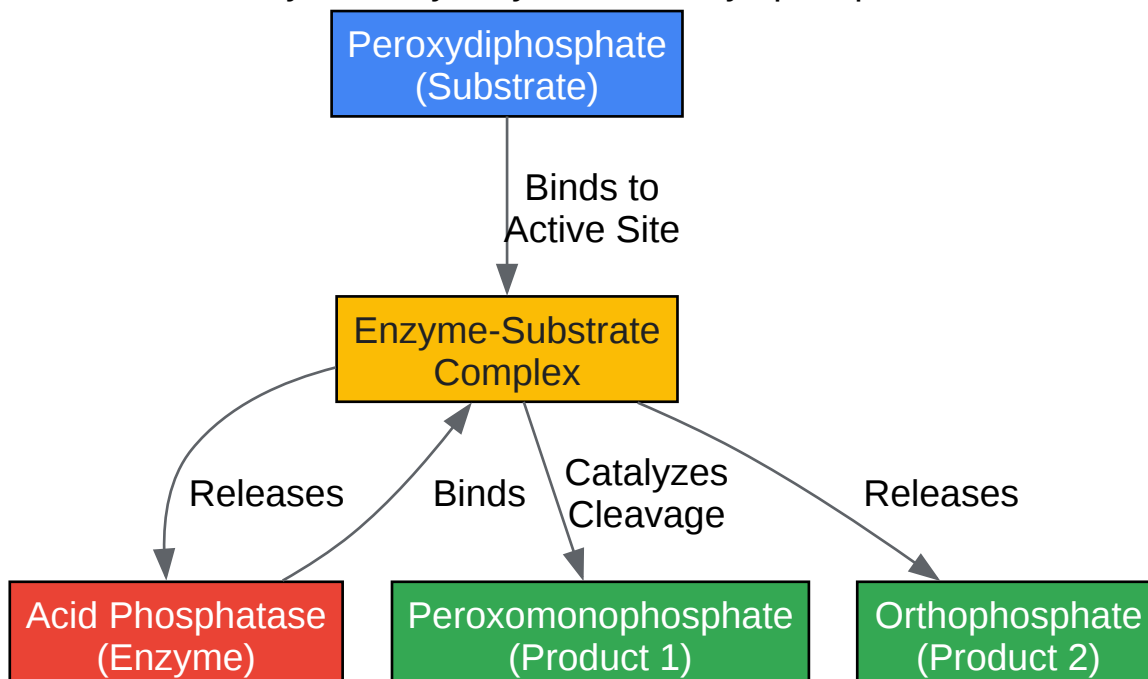 Peroxydiphosphate
(Substrate)
Binds to
Active Site
Enzyme-Substrate
Complex
Releases
Binds
Catalyzes
Cleavage
Releases
Acid Phosphatase
(Enzyme)
Peroxomonophosphate
(Product 1)
Orthophosphate
(Product 2)